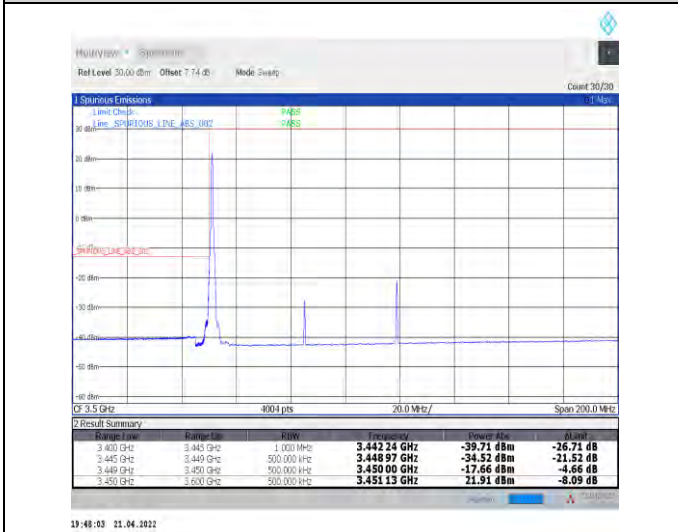 MultiView Spectrum
Ref Level 30.00 dBm Offset 7.74 dB Mode Sweep
Count 30/30
1 Spurious Emissions
Limit Check PASS
Line _SPURIOUS_LINE_ABS_002 PASS
30 dBm
20 dBm
10 dBm
0 dBm
-20 dBm
-30 dBm
-40 dBm
-50 dBm
-60 dBm
CF 3.5 GHz 4004 pts 20.0 MHz/ Span 200.0 MHz
2 Result Summary
Range Low Range Up RBW Frequency Power Abs ΔLimit
3.400 GHz 3.445 GHz 1.000 MHz 3.442 24 GHz -39.71 dBm -26.71 dB
3.445 GHz 3.449 GHz 500.000 kHz 3.448 97 GHz -34.52 dBm -21.52 dB
3.449 GHz 3.450 GHz 500.000 kHz 3.450 00 GHz -17.66 dBm -4.66 dB
3.450 GHz 3.600 GHz 500.000 kHz 3.451 13 GHz 21.91 dBm -8.09 dB
19:48:03 21.04.2022